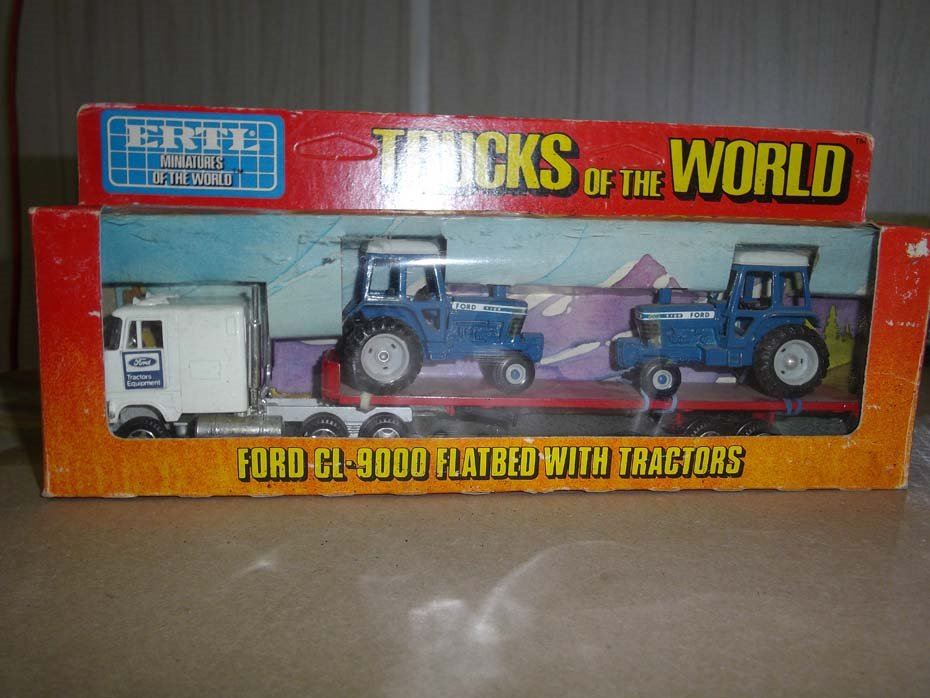 ERTL®
MINIATURES
OF THE WORLD™
TRUCKS OF THE WORLD
TM
Ford
Tractors
Equipment
FORD
FORD
FORD CL-9000 FLATBED WITH TRACTORS